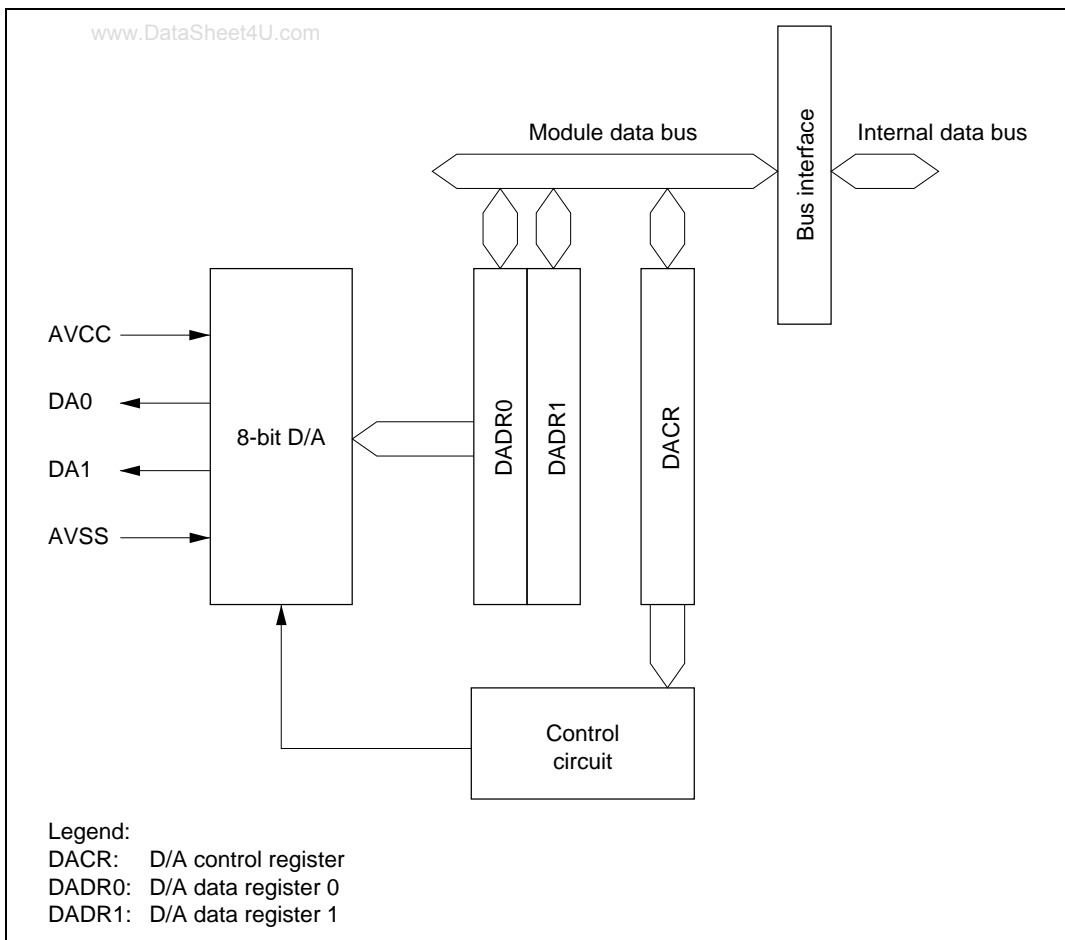 www.DataSheet4U.com
Module data bus
Bus interface
Internal data bus
AVCC
DA0
DA1
AVSS
8-bit D/A
DADR0
DADR1
DACR
Control
circuit
Legend:
DACR: D/A control register
DADR0: D/A data register 0
DADR1: D/A data register 1